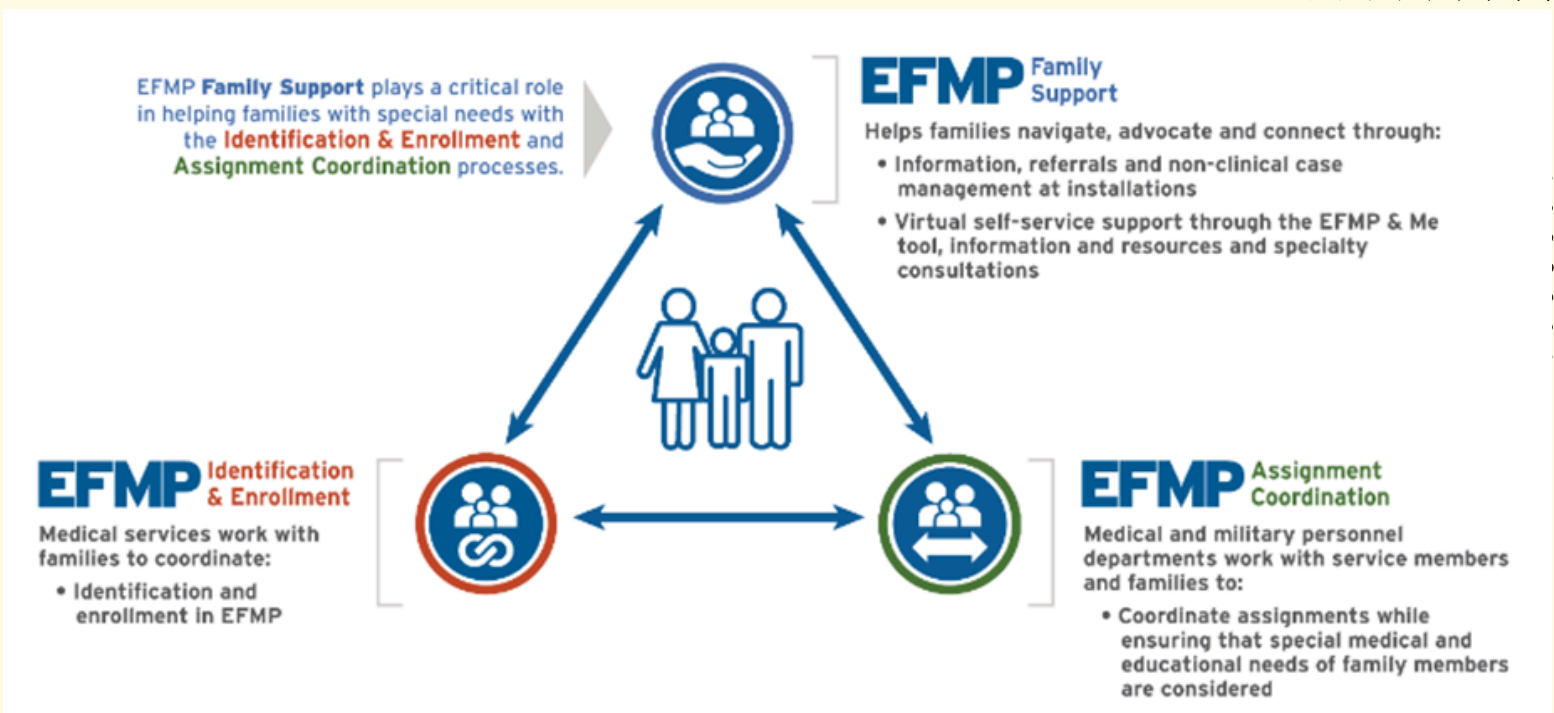 EFMP Family Support plays a critical role
in helping families with special needs with
the Identification & Enrollment and
Assignment Coordination processes.
EFMP Family
Support
Helps families navigate, advocate and connect through:
• Information, referrals and non-clinical case
management at installations
• Virtual self-service support through the EFMP & Me
tool, information and resources and specialty
consultations
EFMP Identification
& Enrollment
Medical services work with
families to coordinate:
• Identification and
enrollment in EFMP
EFMP Assignment
Coordination
Medical and military personnel
departments work with service members
and families to:
• Coordinate assignments while
ensuring that special medical and
educational needs of family members
are considered